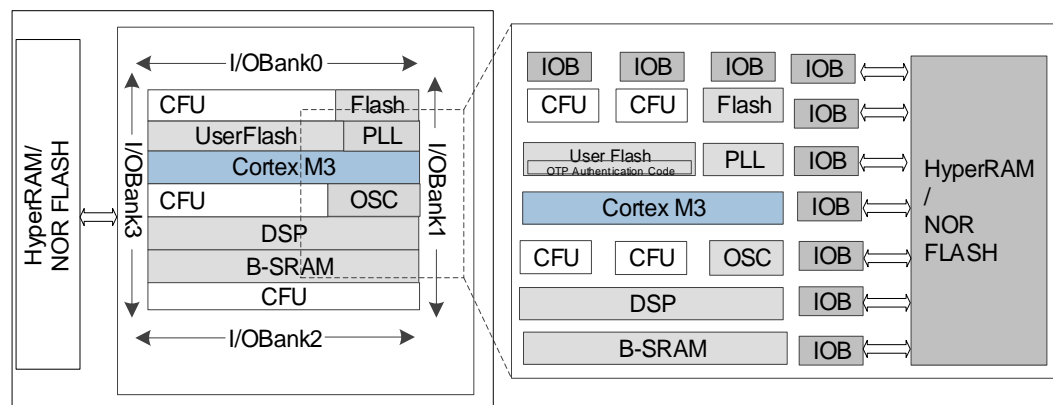 HyperRAM/
NOR FLASH
I/OBank0
I/OBank3
CFU
Flash
UserFlash
PLL
Cortex M3
CFU
OSC
DSP
B-SRAM
CFU
I/OBank1
I/OBank2
IOB
IOB
IOB
IOB
CFU
CFU
Flash
IOB
User Flash
OTP Authentication Code
PLL
IOB
Cortex M3
IOB
CFU
CFU
OSC
IOB
DSP
IOB
B-SRAM
IOB
HyperRAM
/
NOR
FLASH